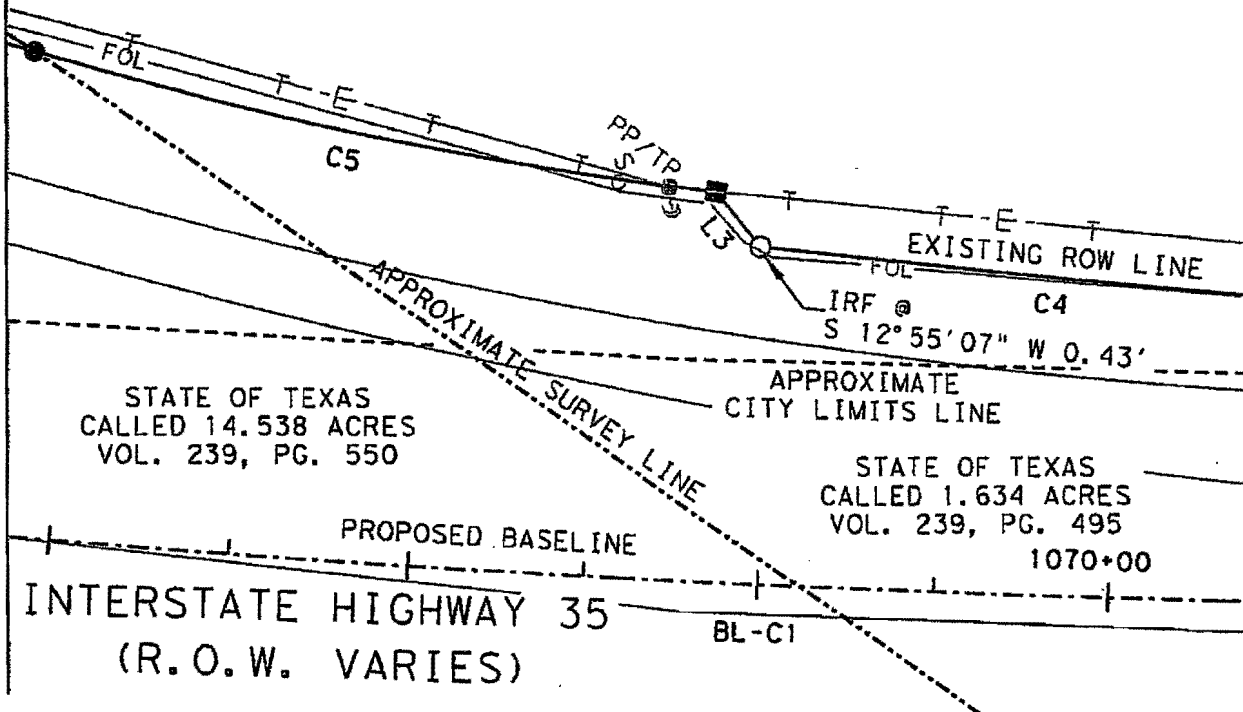 T
FOL
T
E
T
C5
T
PP/TP
T
T
E
T
L3
EXISTING ROW LINE
FOL
IRF @
C4
S 12°55'07" W 0.43'
APPROXIMATE SURVEY LINE
APPROXIMATE
CITY LIMITS LINE
STATE OF TEXAS
CALLED 14.538 ACRES
VOL. 239, PG. 550
STATE OF TEXAS
CALLED 1.634 ACRES
VOL. 239, PG. 495
PROPOSED BASELINE
1070+00
INTERSTATE HIGHWAY 35
BL-C1
(R.O.W. VARIES)